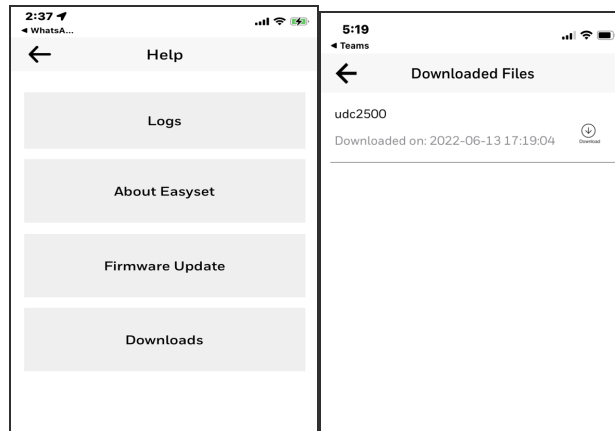 2:37
◄ WhatsA...
Help
Logs
About Easyset
Firmware Update
Downloads
5:19
◄ Teams
Downloaded Files
udc2500
Downloaded on: 2022-06-13 17:19:04
Download